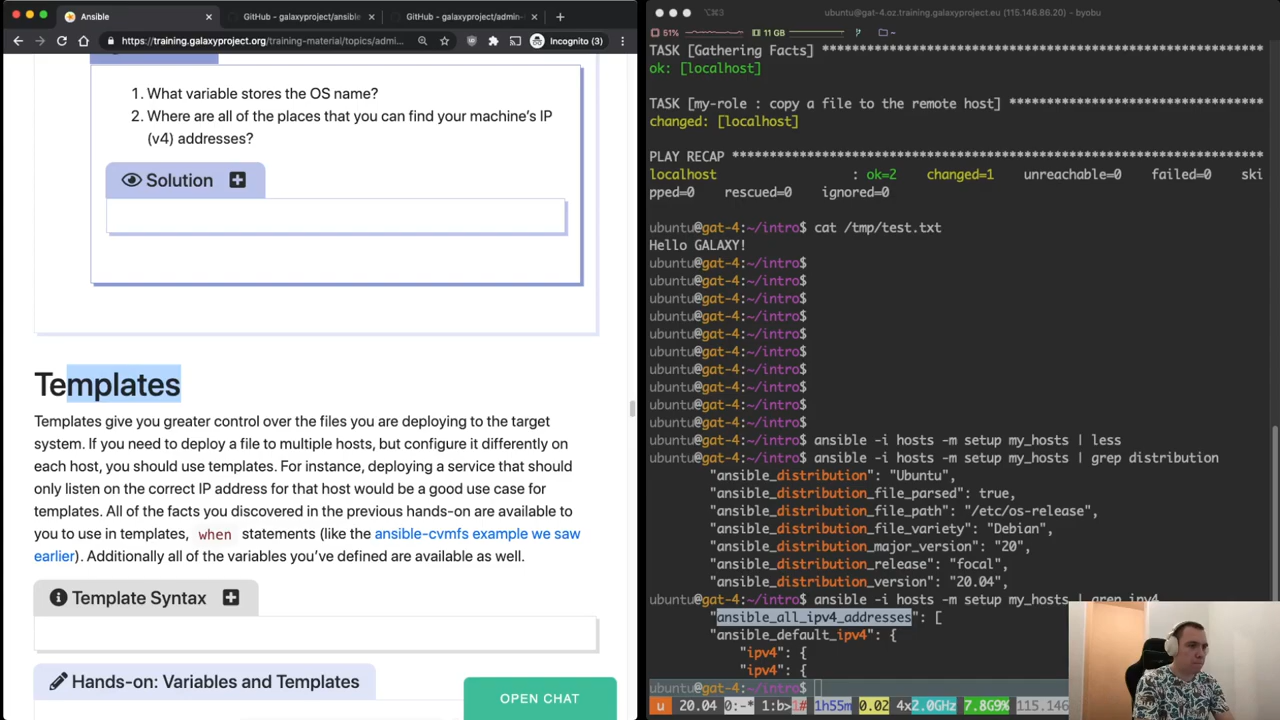 Ansible
GitHub - galaxyproject/ansible
GitHub - galaxyproject/admin-
https://training.galaxyproject.org/training-material/topics/admi...
Incognito (3)
1. What variable stores the OS name?
2. Where are all of the places that you can find your machine's IP
(v4) addresses?
Solution
Templates
Templates give you greater control over the files you are deploying to the target
system. If you need to deploy a file to multiple hosts, but configure it differently on
each host, you should use templates. For instance, deploying a service that should
only listen on the correct IP address for that host would be a good use case for
templates. All of the facts you discovered in the previous hands-on are available to
you to use in templates, when statements (like the ansible-cvmfs example we saw
earlier). Additionally all of the variables you've defined are available as well.
Template Syntax
Hands-on: Variables and Templates
OPEN CHAT
⌥⌘3
ubuntu@gat-4.oz.training.galaxyproject.eu (115.146.86.20) - byobu
51% 11 GB
TASK [Gathering Facts] *************************************************
ok: [localhost]
TASK [my-role : copy a file to the remote host] ****************************
changed: [localhost]
PLAY RECAP ***********************************************************
localhost : ok=2 changed=1 unreachable=0 failed=0 ski
pped=0 rescued=0 ignored=0
ubuntu@gat-4:~/intro$ cat /tmp/test.txt
Hello GALAXY!
ubuntu@gat-4:~/intro$
ubuntu@gat-4:~/intro$
ubuntu@gat-4:~/intro$
ubuntu@gat-4:~/intro$
ubuntu@gat-4:~/intro$
ubuntu@gat-4:~/intro$
ubuntu@gat-4:~/intro$
ubuntu@gat-4:~/intro$
ubuntu@gat-4:~/intro$
ubuntu@gat-4:~/intro$
ubuntu@gat-4:~/intro$ ansible -i hosts -m setup my_hosts | less
ubuntu@gat-4:~/intro$ ansible -i hosts -m setup my_hosts | grep distribution
"ansible_distribution": "Ubuntu",
"ansible_distribution_file_parsed": true,
"ansible_distribution_file_path": "/etc/os-release",
"ansible_distribution_file_variety": "Debian",
"ansible_distribution_major_version": "20",
"ansible_distribution_release": "focal",
"ansible_distribution_version": "20.04",
ubuntu@gat-4:~/intro$ ansible -i hosts -m setup my_hosts | grep ipv4
"ansible_all_ipv4_addresses": [
"ansible_default_ipv4": {
"ipv4": {
"ipv4": {
ubuntu@gat-4:~/intro$
u 20.04 0:-* 1:b>1# 1h55m 0.02 4x2.0GHz 7.8G9% 115.146